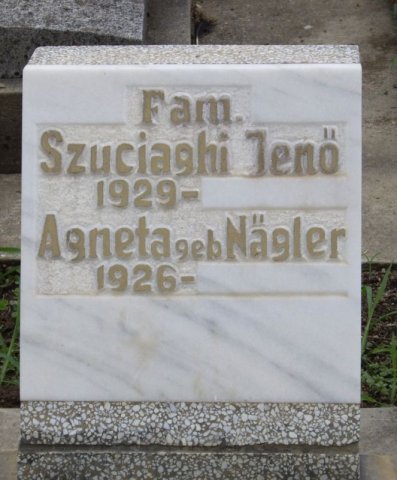 Fam.
Szuciaghi Jenö
1929-
Agneta geb Nägler
1926-